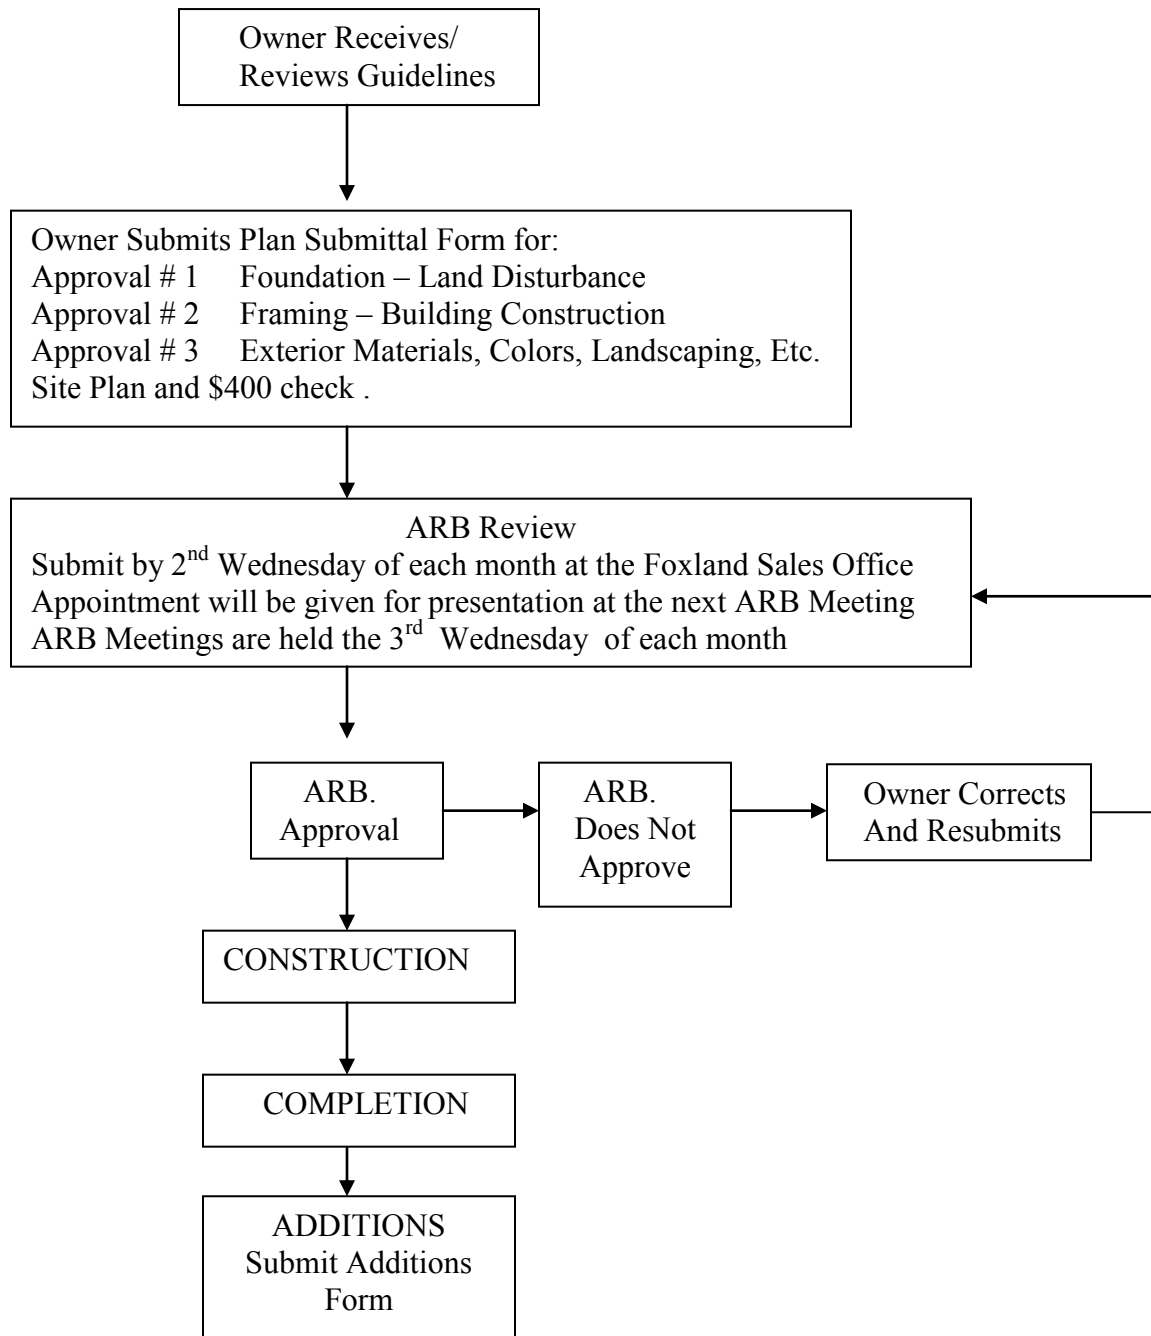 Owner Receives/
Reviews Guidelines
Owner Submits Plan Submittal Form for:
Approval # 1 Foundation – Land Disturbance
Approval # 2 Framing – Building Construction
Approval # 3 Exterior Materials, Colors, Landscaping, Etc.
Site Plan and $400 check .
ARB Review
Submit by 2nd Wednesday of each month at the Foxland Sales Office
Appointment will be given for presentation at the next ARB Meeting
ARB Meetings are held the 3rd Wednesday of each month
ARB.
Approval
ARB.
Does Not
Approve
Owner Corrects
And Resubmits
CONSTRUCTION
COMPLETION
ADDITIONS
Submit Additions
Form